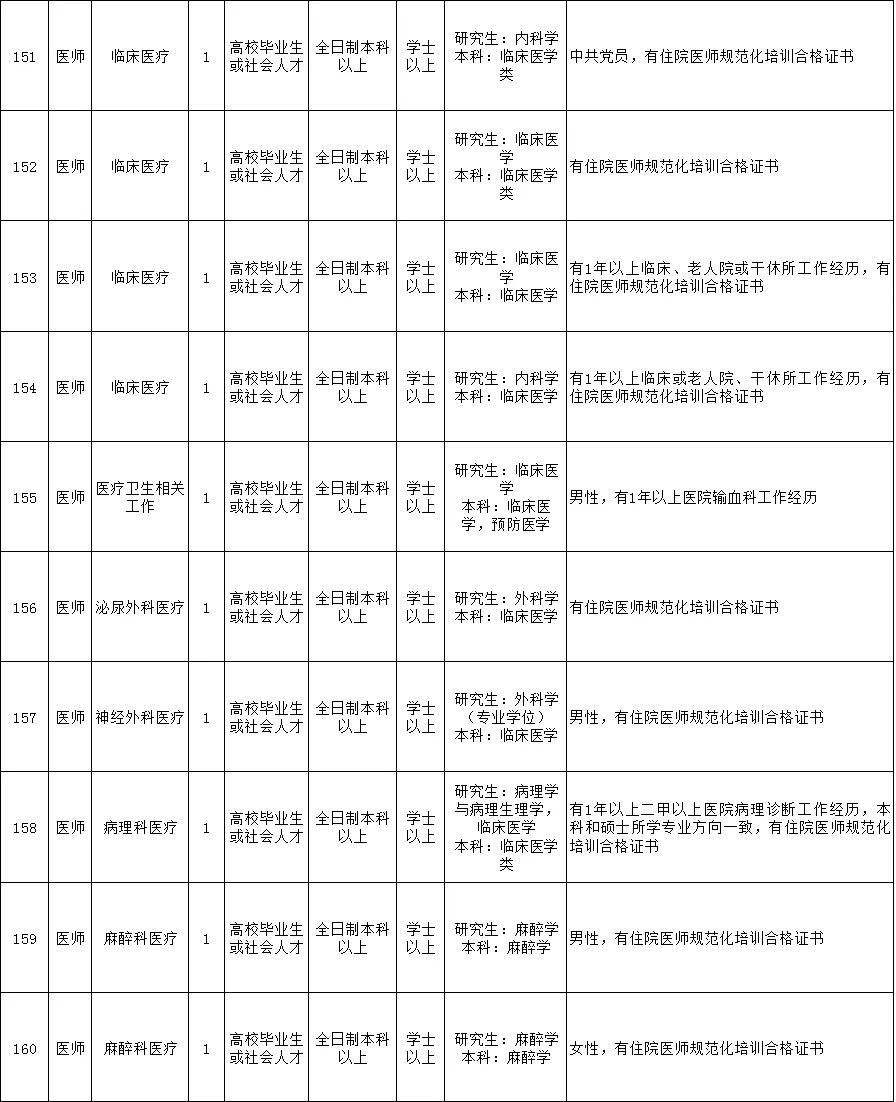 151 医师 临床医疗 1 高校毕业生或社会人才 全日制本科以上 学士以上 研究生：内科学 本科：临床医学类 中共党员，有住院医师规范化培训合格证书
152 医师 临床医疗 1 高校毕业生或社会人才 全日制本科以上 学士以上 研究生：临床医学 本科：临床医学类 有住院医师规范化培训合格证书
153 医师 临床医疗 1 高校毕业生或社会人才 全日制本科以上 学士以上 研究生：临床医学 本科：临床医学 有1年以上临床、老人院或干休所工作经历，有住院医师规范化培训合格证书
154 医师 临床医疗 1 高校毕业生或社会人才 全日制本科以上 学士以上 研究生：内科学 本科：临床医学 有1年以上临床或老人院、干休所工作经历，有住院医师规范化培训合格证书
155 医师 医疗卫生相关工作 1 高校毕业生或社会人才 全日制本科以上 学士以上 研究生：临床医学 本科：临床医学，预防医学 男性，有1年以上医院输血科工作经历
156 医师 泌尿外科医疗 1 高校毕业生或社会人才 全日制本科以上 学士以上 研究生：外科学 本科：临床医学 有住院医师规范化培训合格证书
157 医师 神经外科医疗 1 高校毕业生或社会人才 全日制本科以上 学士以上 研究生：外科学（专业学位） 本科：临床医学 男性，有住院医师规范化培训合格证书
158 医师 病理科医疗 1 高校毕业生或社会人才 全日制本科以上 学士以上 研究生：病理学与病理生理学，临床医学 本科：临床医学类 有1年以上二甲以上医院病理诊断工作经历，本科和硕士所学专业方向一致，有住院医师规范化培训合格证书
159 医师 麻醉科医疗 1 高校毕业生或社会人才 全日制本科以上 学士以上 研究生：麻醉学 本科：麻醉学 男性，有住院医师规范化培训合格证书
160 医师 麻醉科医疗 1 高校毕业生或社会人才 全日制本科以上 学士以上 研究生：麻醉学 本科：麻醉学 女性，有住院医师规范化培训合格证书